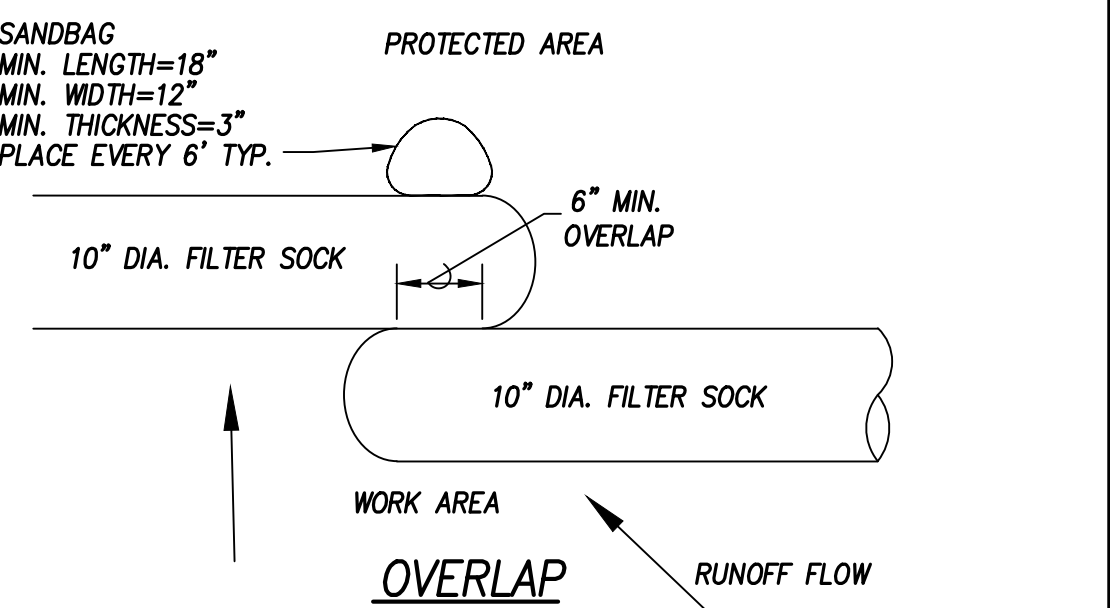 SANDBAG
MIN. LENGTH=18"
MIN. WIDTH=12"
MIN. THICKNESS=3"
PLACE EVERY 6' TYP.
PROTECTED AREA
6" MIN.
OVERLAP
10" DIA. FILTER SOCK
10" DIA. FILTER SOCK
WORK AREA
OVERLAP
RUNOFF FLOW